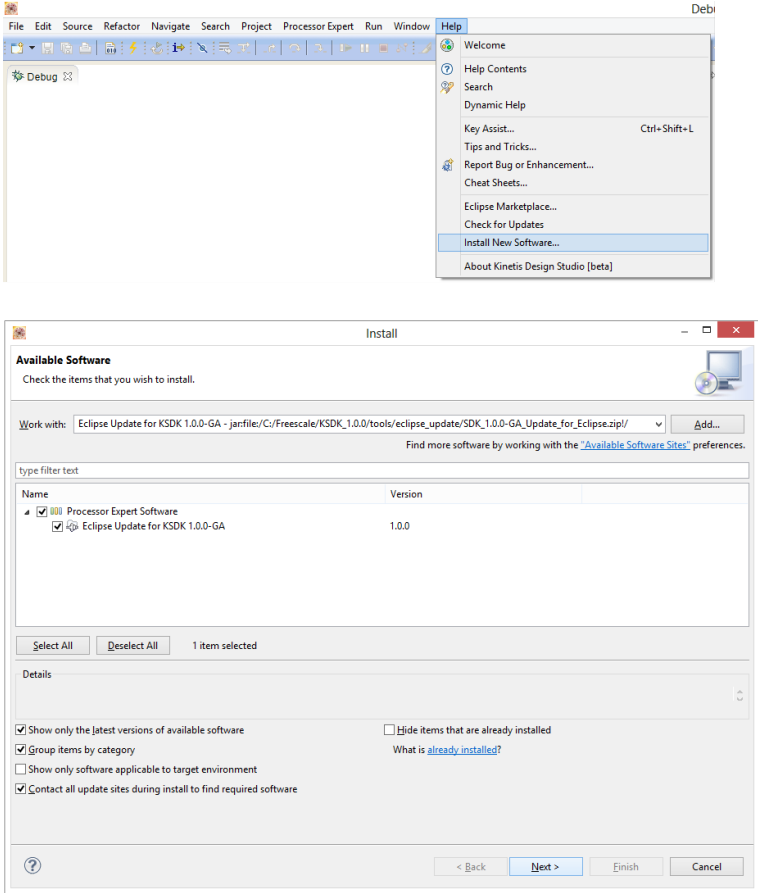 Debu
File Edit Source Refactor Navigate Search Project Processor Expert Run Window Help
Debug
Welcome
Help Contents
Search
Dynamic Help
Key Assist... Ctrl+Shift+L
Tips and Tricks...
Report Bug or Enhancement...
Cheat Sheets...
Eclipse Marketplace...
Check for Updates
Install New Software...
About Kinetis Design Studio [beta]
Install
Available Software
Check the items that you wish to install.
Work with: Eclipse Update for KSDK 1.0.0-GA - jar:file:/C:/Freescale/KSDK_1.0.0/tools/eclipse_update/SDK_1.0.0-GA_Update_for_Eclipse.zip!/ Add...
Find more software by working with the "Available Software Sites" preferences.
type filter text
Name Version
Processor Expert Software
Eclipse Update for KSDK 1.0.0-GA 1.0.0
Select All Deselect All 1 item selected
Details
Show only the latest versions of available software Hide items that are already installed
Group items by category What is already installed?
Show only software applicable to target environment
Contact all update sites during install to find required software
< Back Next > Finish Cancel